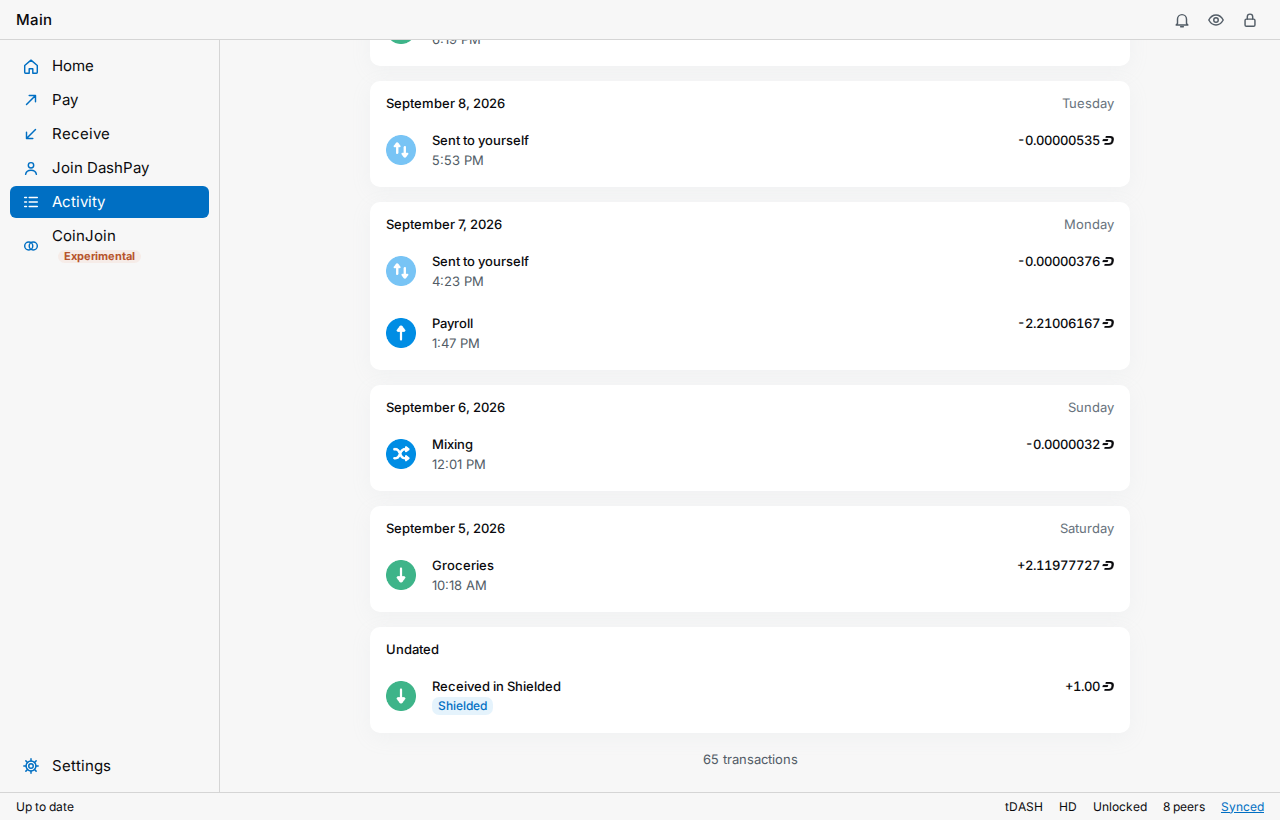 Main
Home
Pay
Receive
Join DashPay
Activity
CoinJoin
Experimental
Settings
6:19 PM
September 8, 2026 Tuesday
Sent to yourself -0.00000535
5:53 PM
September 7, 2026 Monday
Sent to yourself -0.00000376
4:23 PM
Payroll -2.21006167
1:47 PM
September 6, 2026 Sunday
Mixing -0.0000032
12:01 PM
September 5, 2026 Saturday
Groceries +2.11977727
10:18 AM
Undated
Received in Shielded +1.00
Shielded
65 transactions
Up to date tDASH HD Unlocked 8 peers Synced